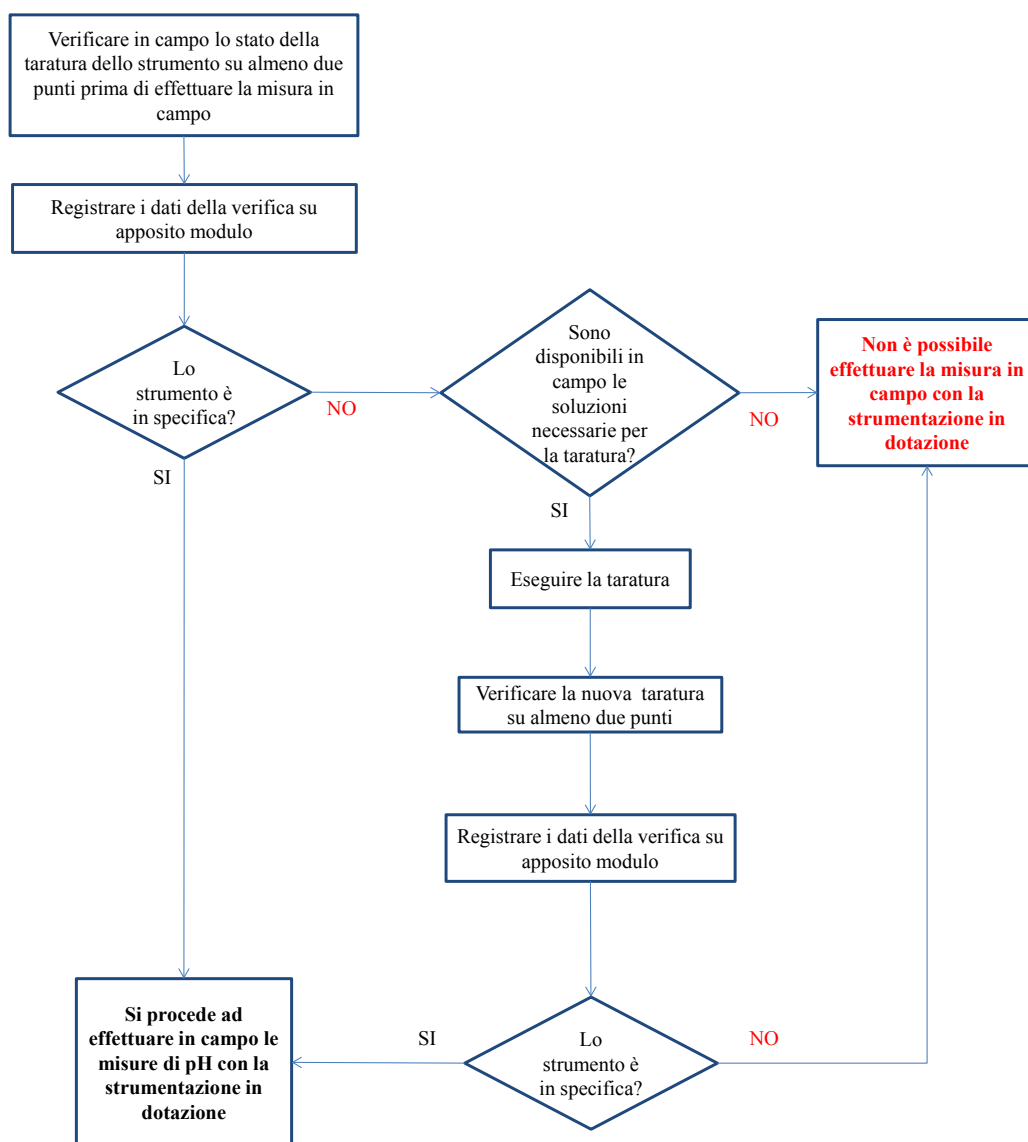 Verificare in campo lo stato della
taratura dello strumento su almeno due
punti prima di effettuare la misura in
campo
Registrare i dati della verifica su
apposito modulo
Lo
strumento è
in specifica?
NO
SI
Sono
disponibili in
campo le
soluzioni
necessarie per
la taratura?
NO
SI
Non è possibile
effettuare la misura in
campo con la
strumentazione in
dotazione
Eseguire la taratura
Verificare la nuova taratura
su almeno due punti
Registrare i dati della verifica su
apposito modulo
Lo
strumento è
in specifica?
SI
NO
Si procede ad
effettuare in campo le
misure di pH con la
strumentazione in
dotazione